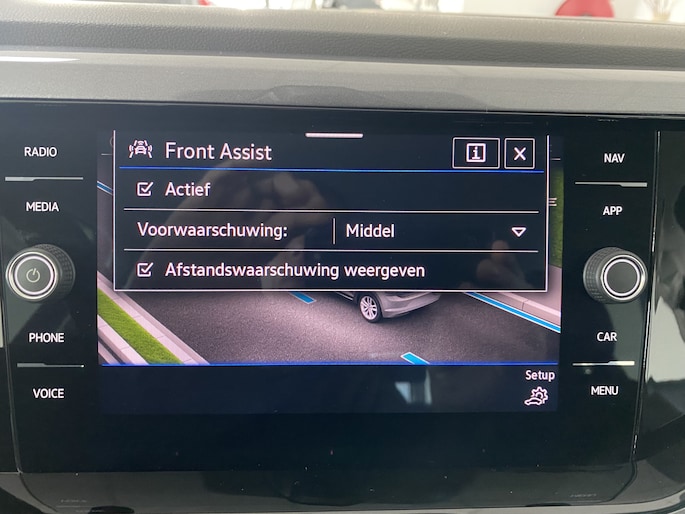 RADIO
MEDIA
PHONE
VOICE
Front Assist
i
Actief
Voorwaarschuwing: Middel
Afstandswaarschuwing weergeven
Setup
NAV
APP
CAR
MENU